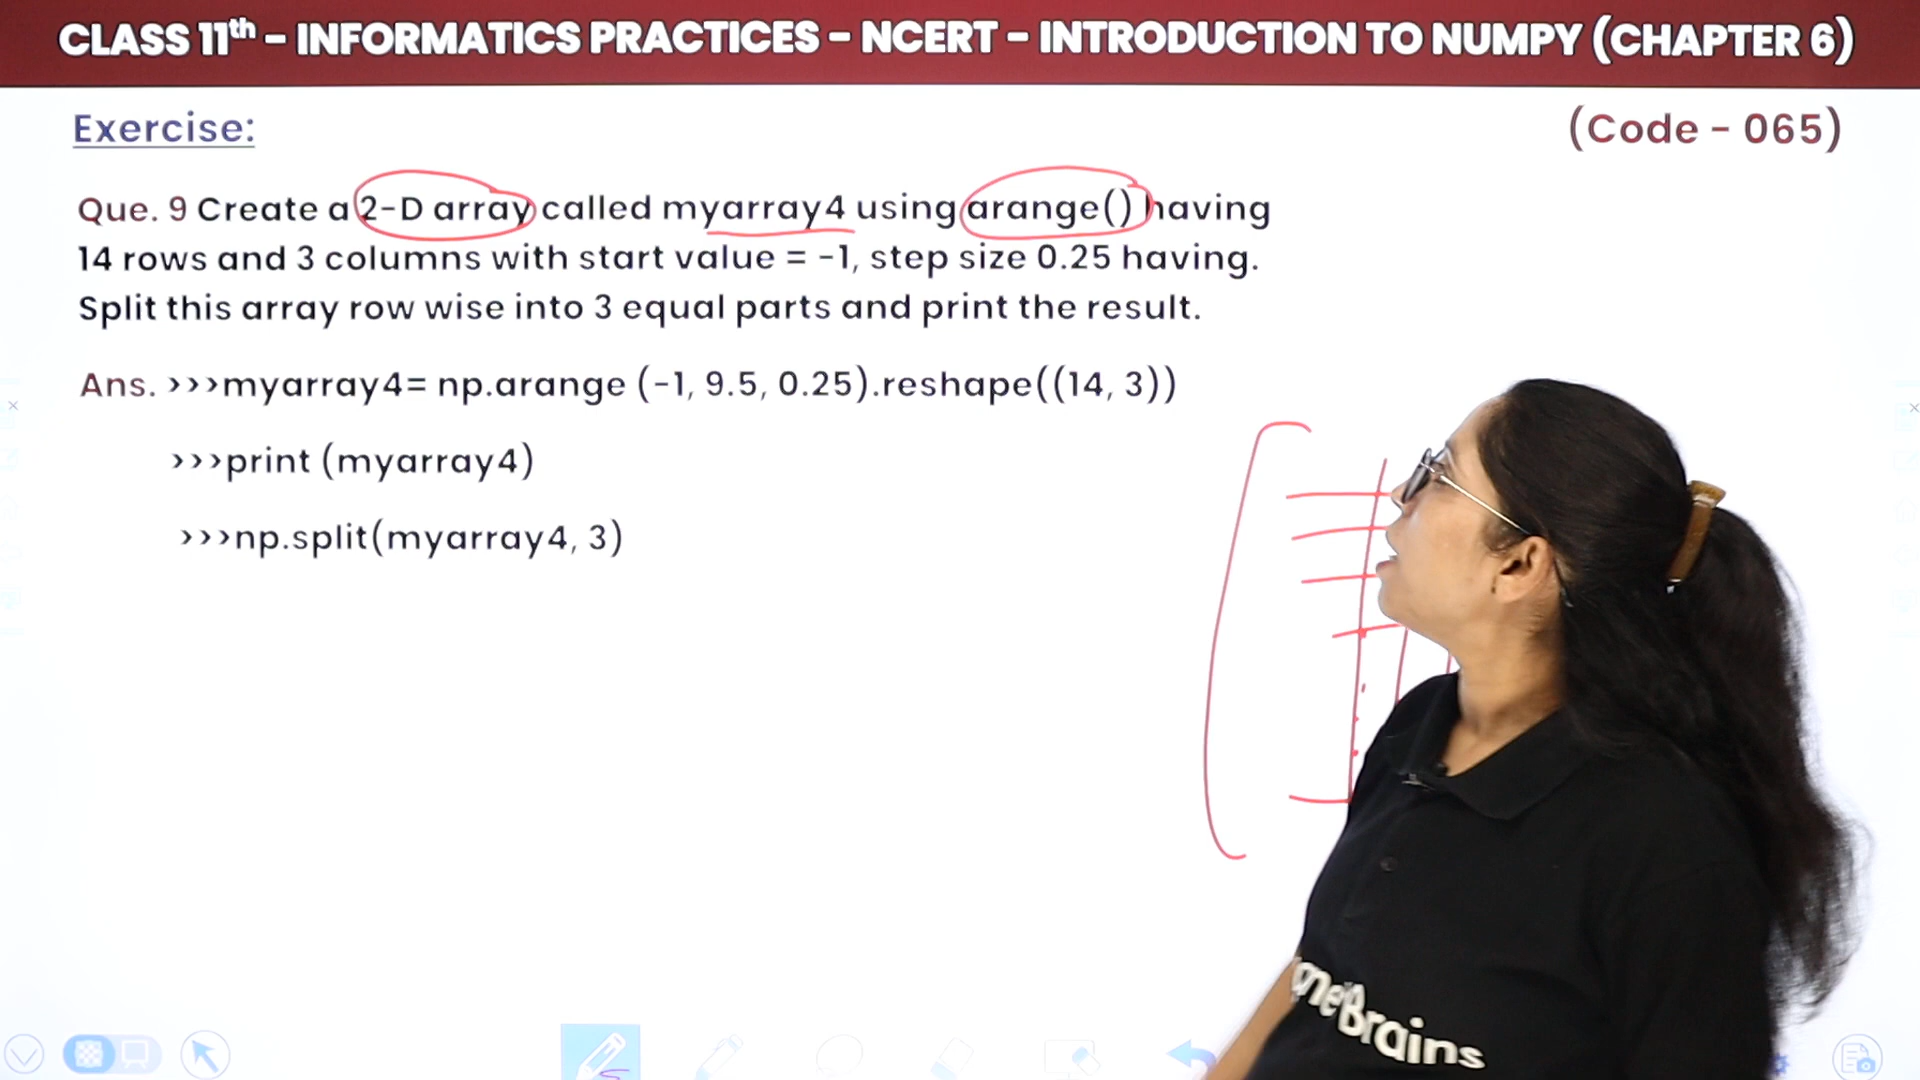 CLASS 11th - INFORMATICS PRACTICES - NCERT - INTRODUCTION TO NUMPY (CHAPTER 6)
Exercise:
(Code - 065)
Que. 9 Create a 2-D array called myarray4 using arange() having
14 rows and 3 columns with start value = -1, step size 0.25 having.
Split this array row wise into 3 equal parts and print the result.
Ans. >>>myarray4= np.arange (-1, 9.5, 0.25).reshape((14, 3))
>>>print (myarray4)
>>>np.split(myarray4, 3)
Brains